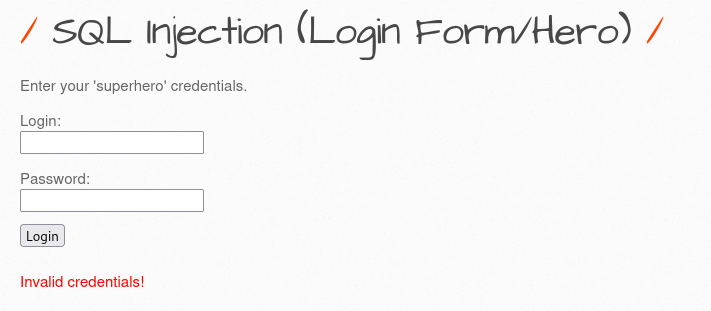 / SQL Injection (Login Form/Hero) /
Enter your 'superhero' credentials.
Login:
Password:
Login
Invalid credentials!